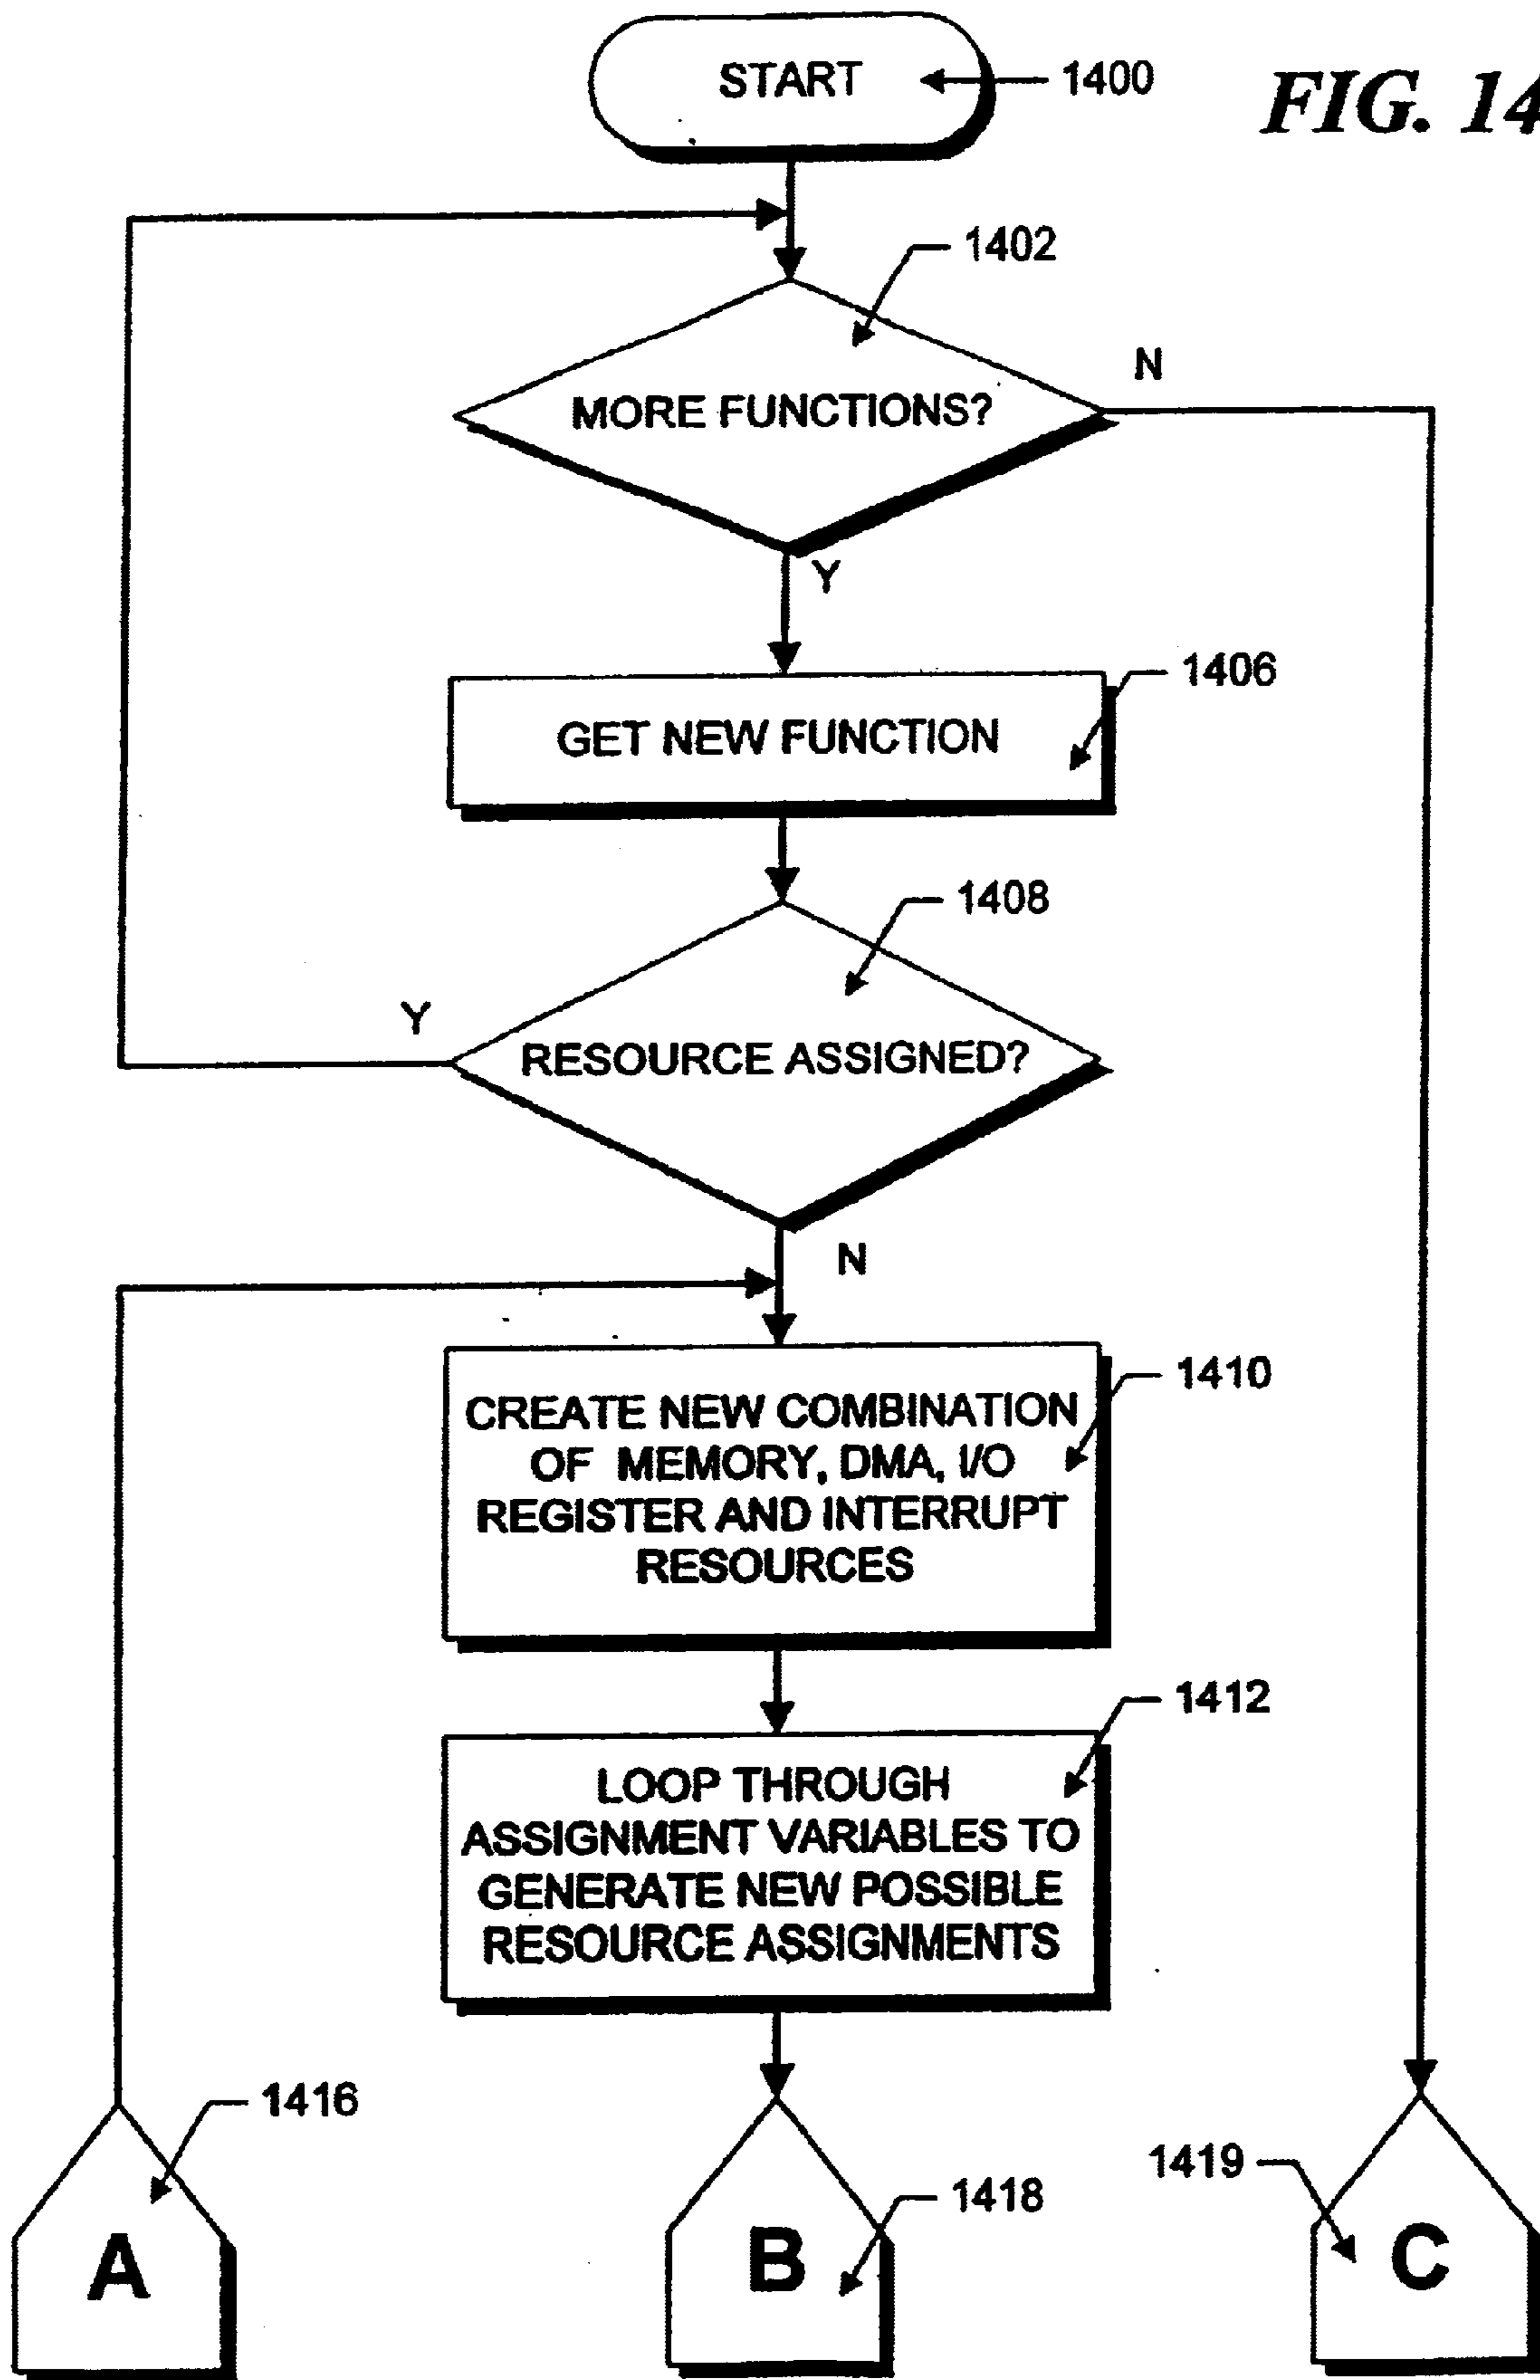 START
1400
FIG. 14
1402
N
MORE FUNCTIONS?
Y
1406
GET NEW FUNCTION
1408
Y
RESOURCE ASSIGNED?
N
1410
CREATE NEW COMBINATION
OF MEMORY, DMA, I/O
REGISTER AND INTERRUPT
RESOURCES
1412
LOOP THROUGH
ASSIGNMENT VARIABLES TO
GENERATE NEW POSSIBLE
RESOURCE ASSIGNMENTS
1416
1419
1418
A
B
C